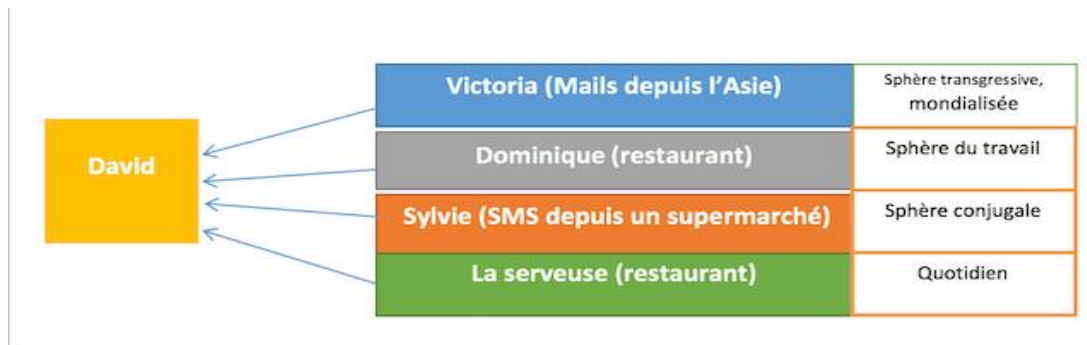 David
Victoria (Mails depuis l’Asie)
Sphère transgressive,
mondialisée
Dominique (restaurant)
Sphère du travail
Sylvie (SMS depuis un supermarché)
Sphère conjugale
La serveuse (restaurant)
Quotidien